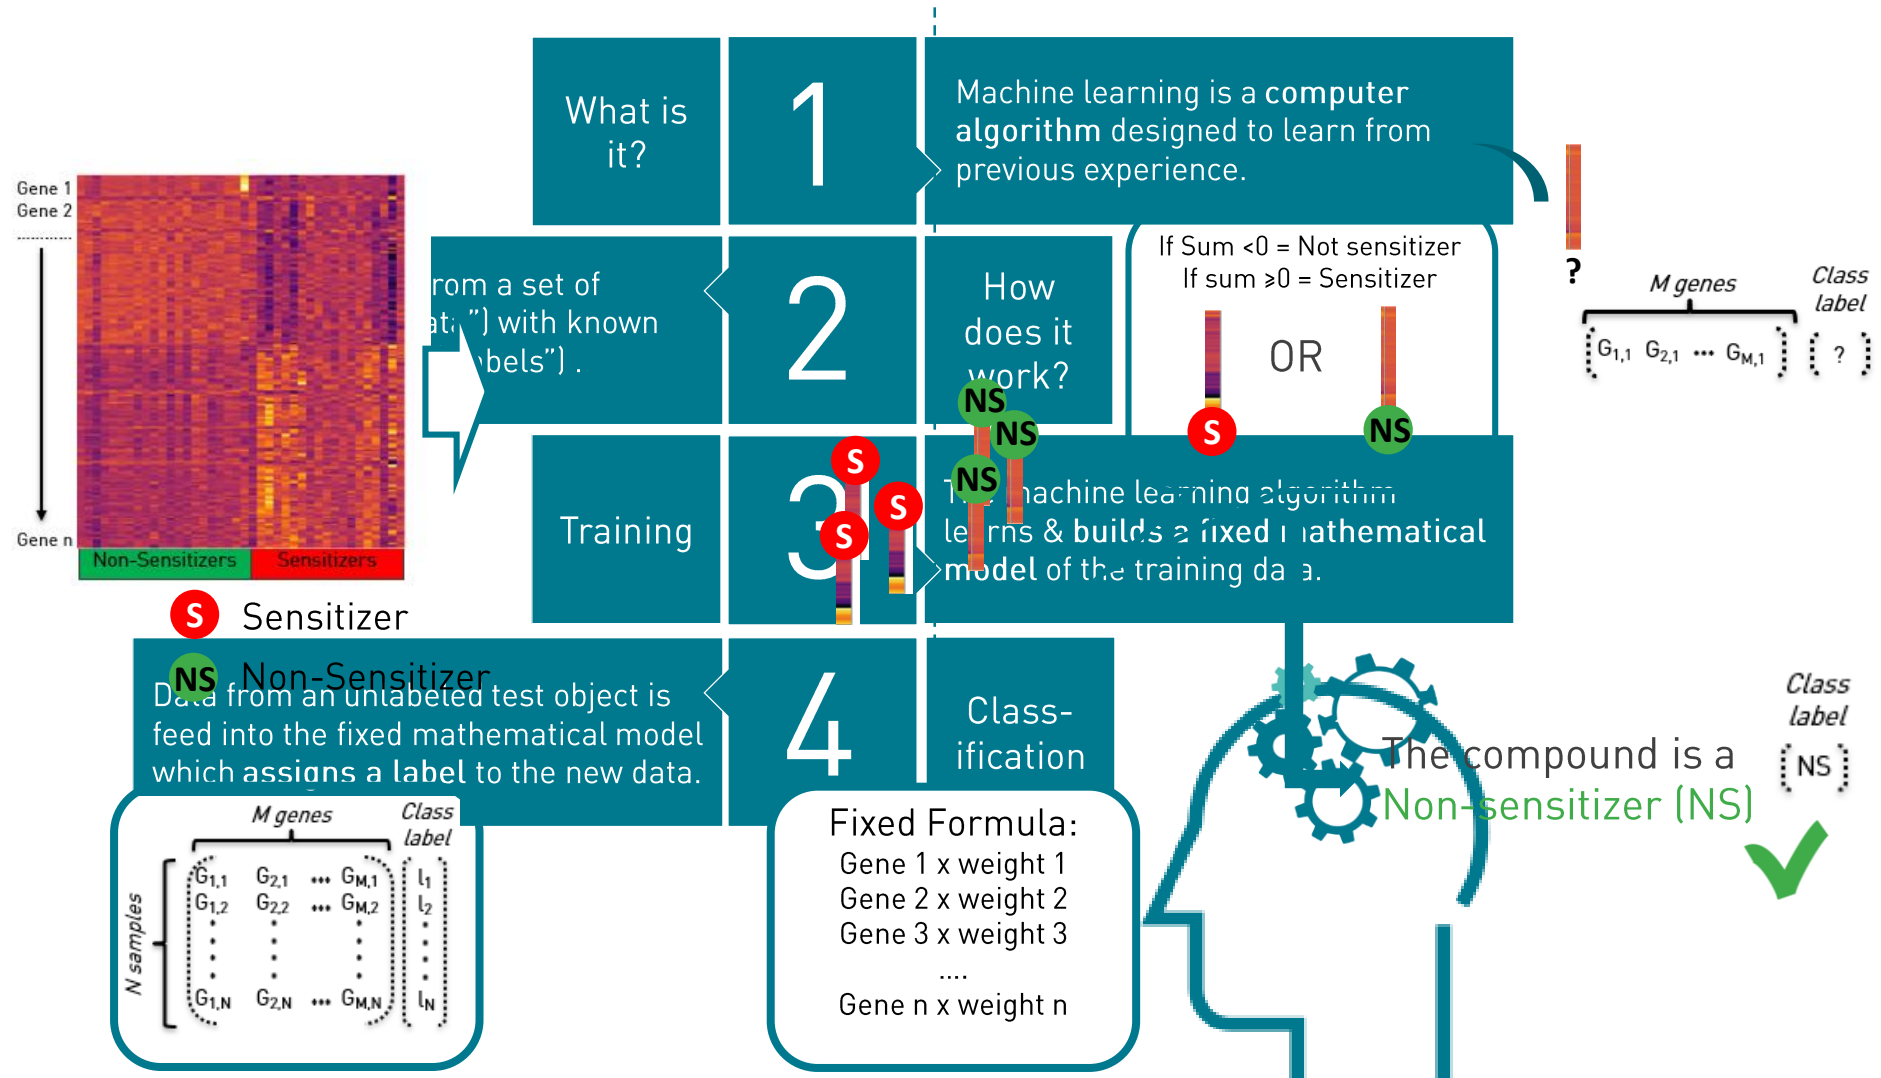 What is
it?
1
Machine learning is a computer
algorithm designed to learn from
previous experience.
Gene 1
Gene 2
Gene n
Non-Sensitizers
Sensitizers
rom a set of
") with known
bels") .
2
How
does it
work?
If Sum <0 = Not sensitizer
If sum ⩾0 = Sensitizer
OR
S
NS
?
M genes
Class
label
G1,1 G2,1 ... GM,1
?
NS
NS
NS
S
S
S
Training
3
machine learning algorithm
learns & builds a fixed mathematical
model of the training data.
S Sensitizer
NS Non-Sensitizer
Data from an unlabeled test object is
feed into the fixed mathematical model
which assigns a label to the new data.
4
Class-
ification
M genes
Class
label
N samples
G1,1 G2,1 ... GM,1 l1
G1,2 G2,2 ... GM,2 l2
G1,N G2,N ... GM,N lN
Fixed Formula:
Gene 1 x weight 1
Gene 2 x weight 2
Gene 3 x weight 3
....
Gene n x weight n
The compound is a
Non-sensitizer (NS)
Class
label
NS